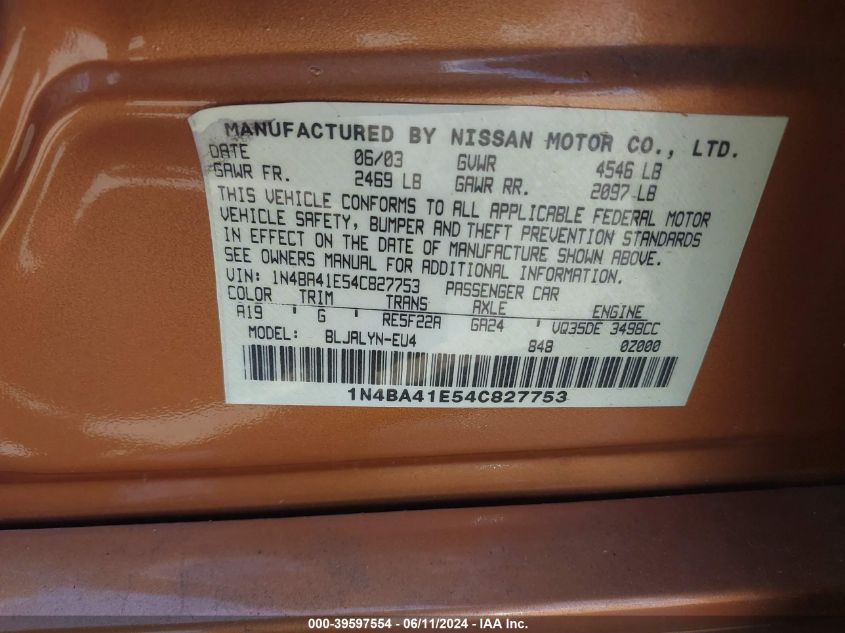 MANUFACTURED BY NISSAN MOTOR CO., LTD.
DATE 06/03 GVWR 4546 LB
GAWR FR. 2469 LB GAWR RR. 2097 LB
THIS VEHICLE CONFORMS TO ALL APPLICABLE FEDERAL MOTOR
VEHICLE SAFETY, BUMPER AND THEFT PREVENTION STANDARDS
IN EFFECT ON THE DATE OF MANUFACTURE SHOWN ABOVE.
SEE OWNERS MANUAL FOR ADDITIONAL INFORMATION.
VIN: 1N4BA41E54C827753 PASSENGER CAR
COLOR TRIM TRANS AXLE ENGINE
A19 G RE5F22A GA24 VQ35DE 3498CC
MODEL: BLJALYN-EU4 848 0Z000
1N4BA41E54C827753
000-39597554 - 06/11/2024 - IAA Inc.